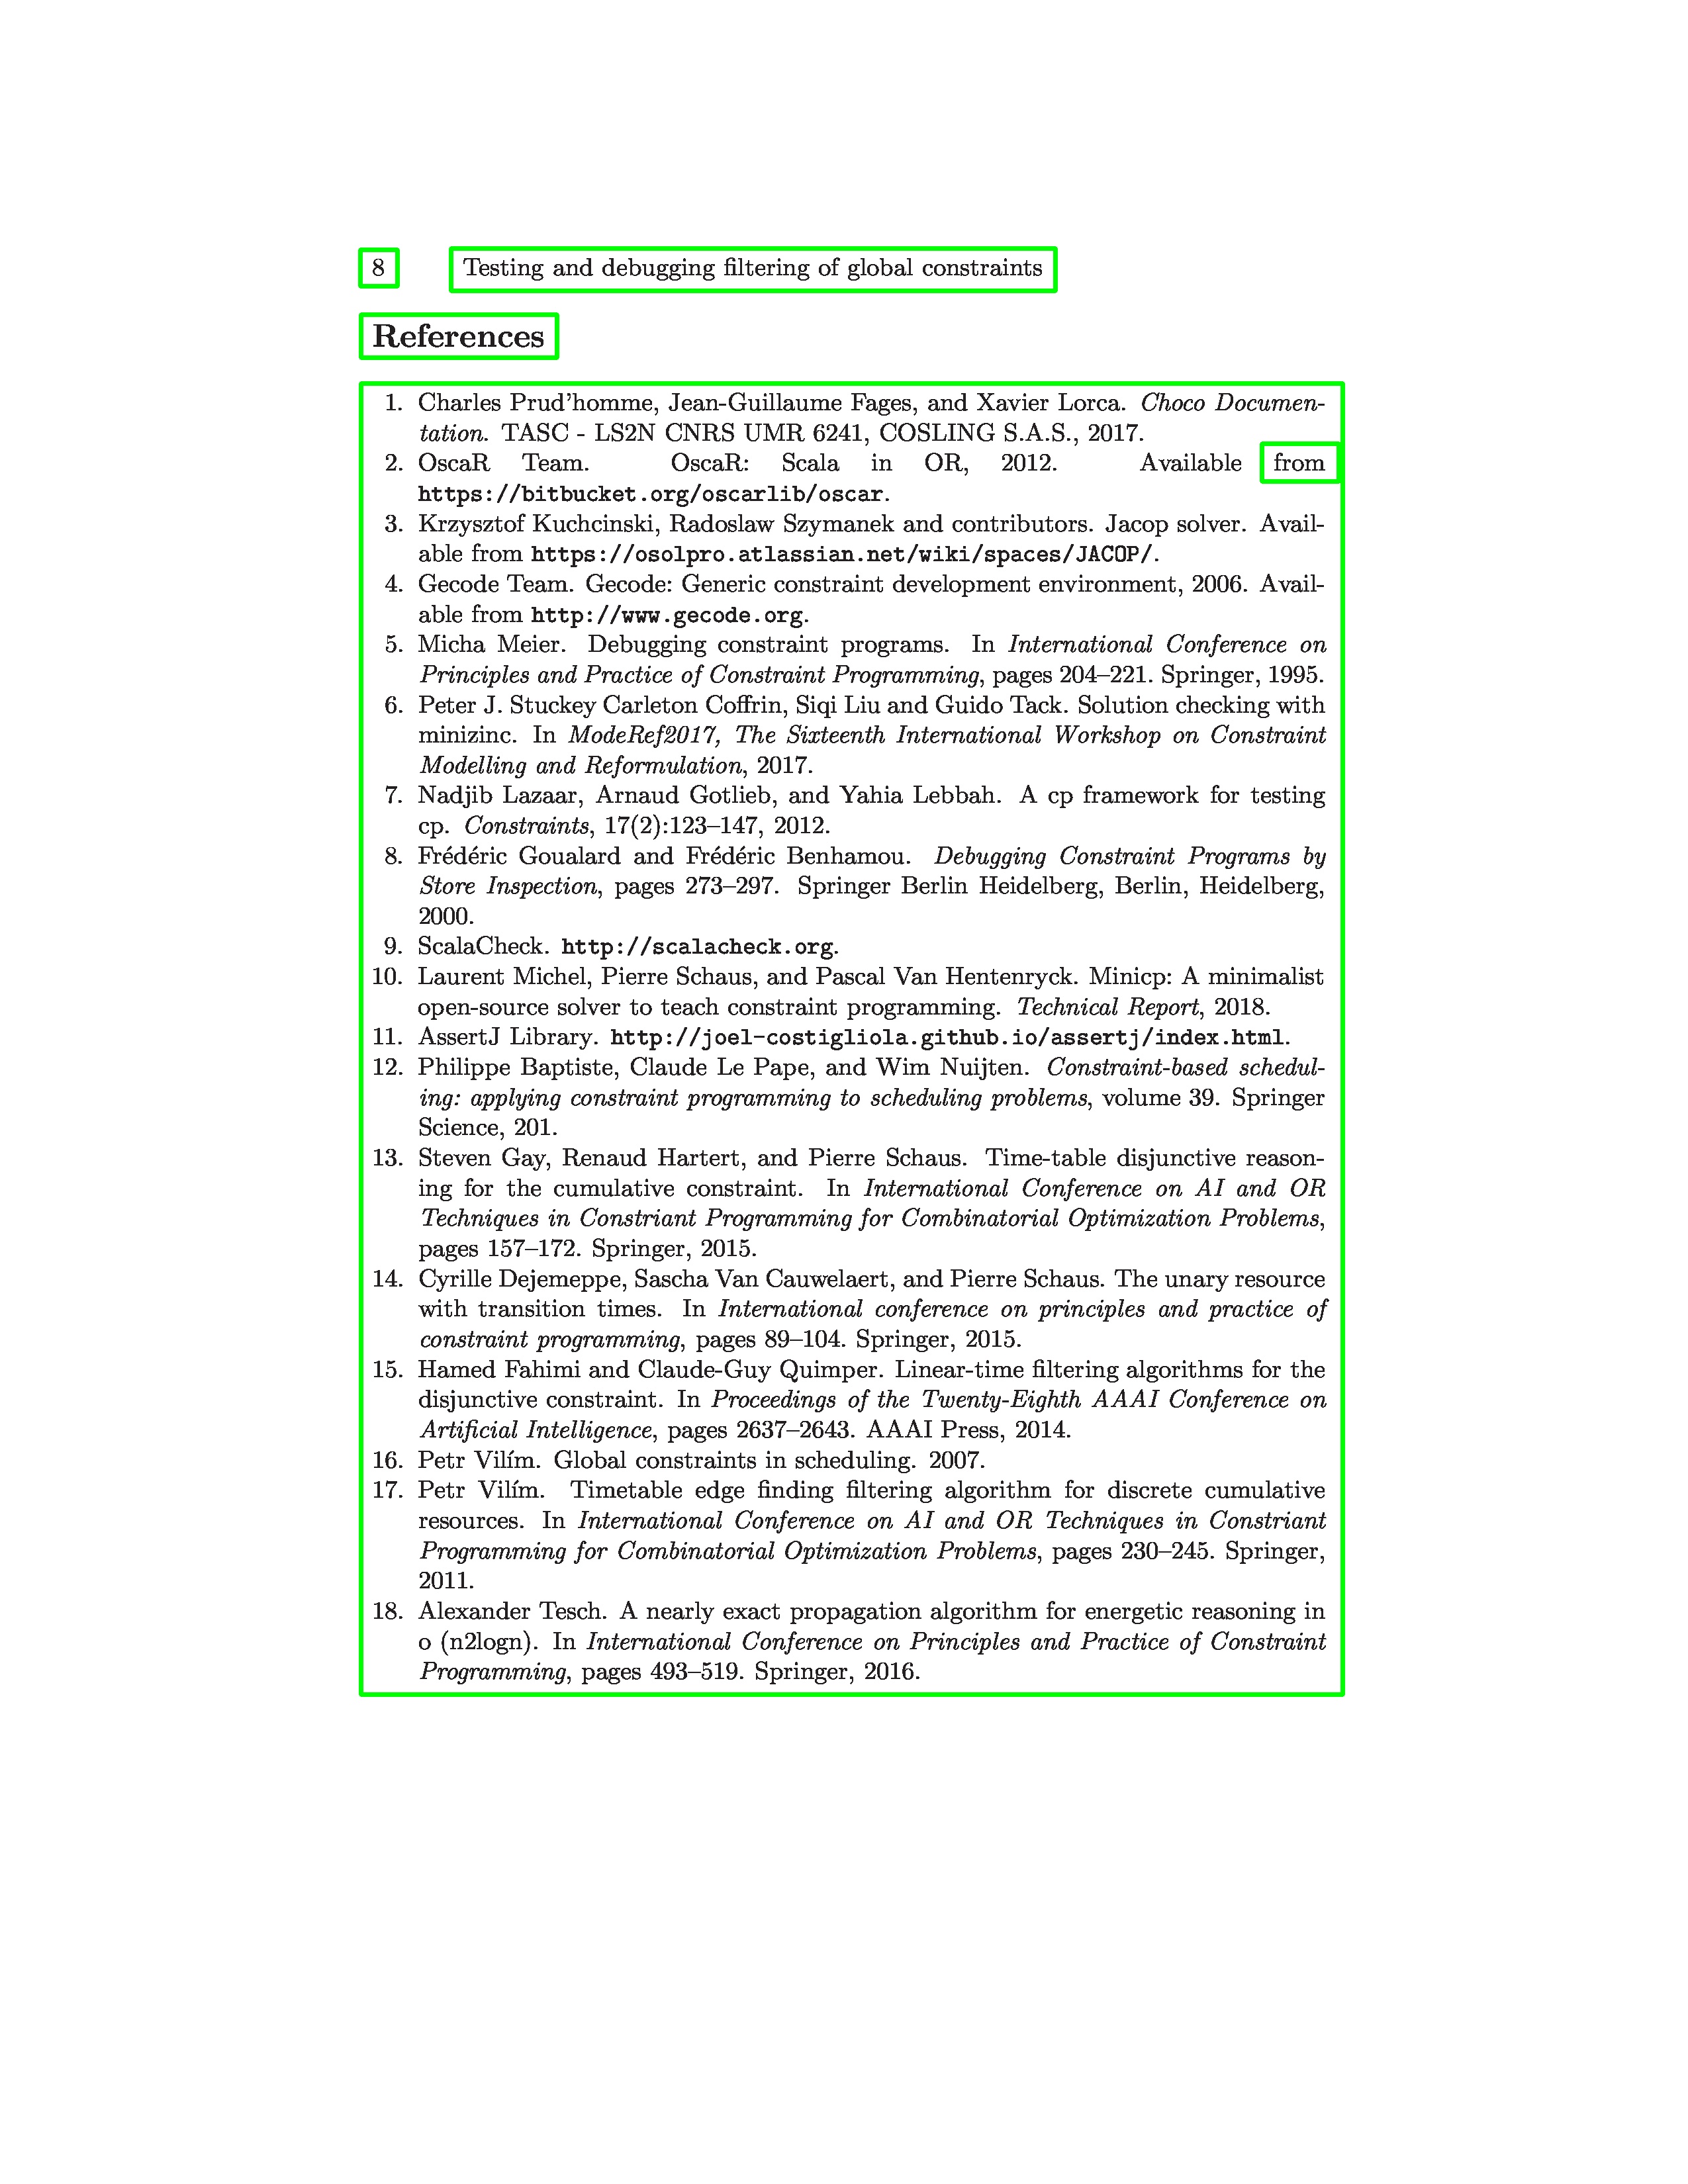 8 Testing and debugging filtering of global constraints
References
1. Charles Prud'homme, Jean-Guillaume Fages, and Xavier Lorca. Choco Documen-
tation. TASC - LS2N CNRS UMR 6241, COSLING S.A.S., 2017.
2. OscaR Team. OscaR: Scala in OR, 2012. Available from
https://bitbucket.org/oscarlib/oscar.
3. Krzysztof Kuchcinski, Radoslaw Szymanek and contributors. Jacop solver. Avail-
able from https://osolpro.atlassian.net/wiki/spaces/JACOP/.
4. Gecode Team. Gecode: Generic constraint development environment, 2006. Avail-
able from http://www.gecode.org.
5. Micha Meier. Debugging constraint programs. In International Conference on
Principles and Practice of Constraint Programming, pages 204–221. Springer, 1995.
6. Peter J. Stuckey Carleton Coffrin, Siqi Liu and Guido Tack. Solution checking with
minizinc. In ModeRef2017, The Sixteenth International Workshop on Constraint
Modelling and Reformulation, 2017.
7. Nadjib Lazaar, Arnaud Gotlieb, and Yahia Lebbah. A cp framework for testing
cp. Constraints, 17(2):123–147, 2012.
8. Frédéric Goualard and Frédéric Benhamou. Debugging Constraint Programs by
Store Inspection, pages 273–297. Springer Berlin Heidelberg, Berlin, Heidelberg,
2000.
9. ScalaCheck. http://scalacheck.org.
10. Laurent Michel, Pierre Schaus, and Pascal Van Hentenryck. Minicp: A minimalist
open-source solver to teach constraint programming. Technical Report, 2018.
11. AssertJ Library. http://joel-costigliola.github.io/assertj/index.html.
12. Philippe Baptiste, Claude Le Pape, and Wim Nuijten. Constraint-based schedul-
ing: applying constraint programming to scheduling problems, volume 39. Springer
Science, 201.
13. Steven Gay, Renaud Hartert, and Pierre Schaus. Time-table disjunctive reason-
ing for the cumulative constraint. In International Conference on AI and OR
Techniques in Constriant Programming for Combinatorial Optimization Problems,
pages 157–172. Springer, 2015.
14. Cyrille Dejemeppe, Sascha Van Cauwelaert, and Pierre Schaus. The unary resource
with transition times. In International conference on principles and practice of
constraint programming, pages 89–104. Springer, 2015.
15. Hamed Fahimi and Claude-Guy Quimper. Linear-time filtering algorithms for the
disjunctive constraint. In Proceedings of the Twenty-Eighth AAAI Conference on
Artificial Intelligence, pages 2637–2643. AAAI Press, 2014.
16. Petr Vilím. Global constraints in scheduling. 2007.
17. Petr Vilím. Timetable edge finding filtering algorithm for discrete cumulative
resources. In International Conference on AI and OR Techniques in Constriant
Programming for Combinatorial Optimization Problems, pages 230–245. Springer,
2011.
18. Alexander Tesch. A nearly exact propagation algorithm for energetic reasoning in
o (n2logn). In International Conference on Principles and Practice of Constraint
Programming, pages 493–519. Springer, 2016.